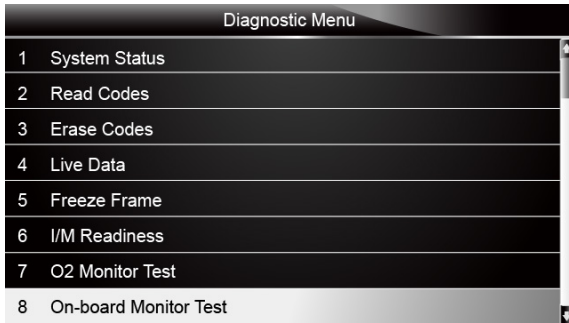 Diagnostic Menu
1 System Status
2 Read Codes
3 Erase Codes
4 Live Data
5 Freeze Frame
6 I/M Readiness
7 O2 Monitor Test
8 On-board Monitor Test